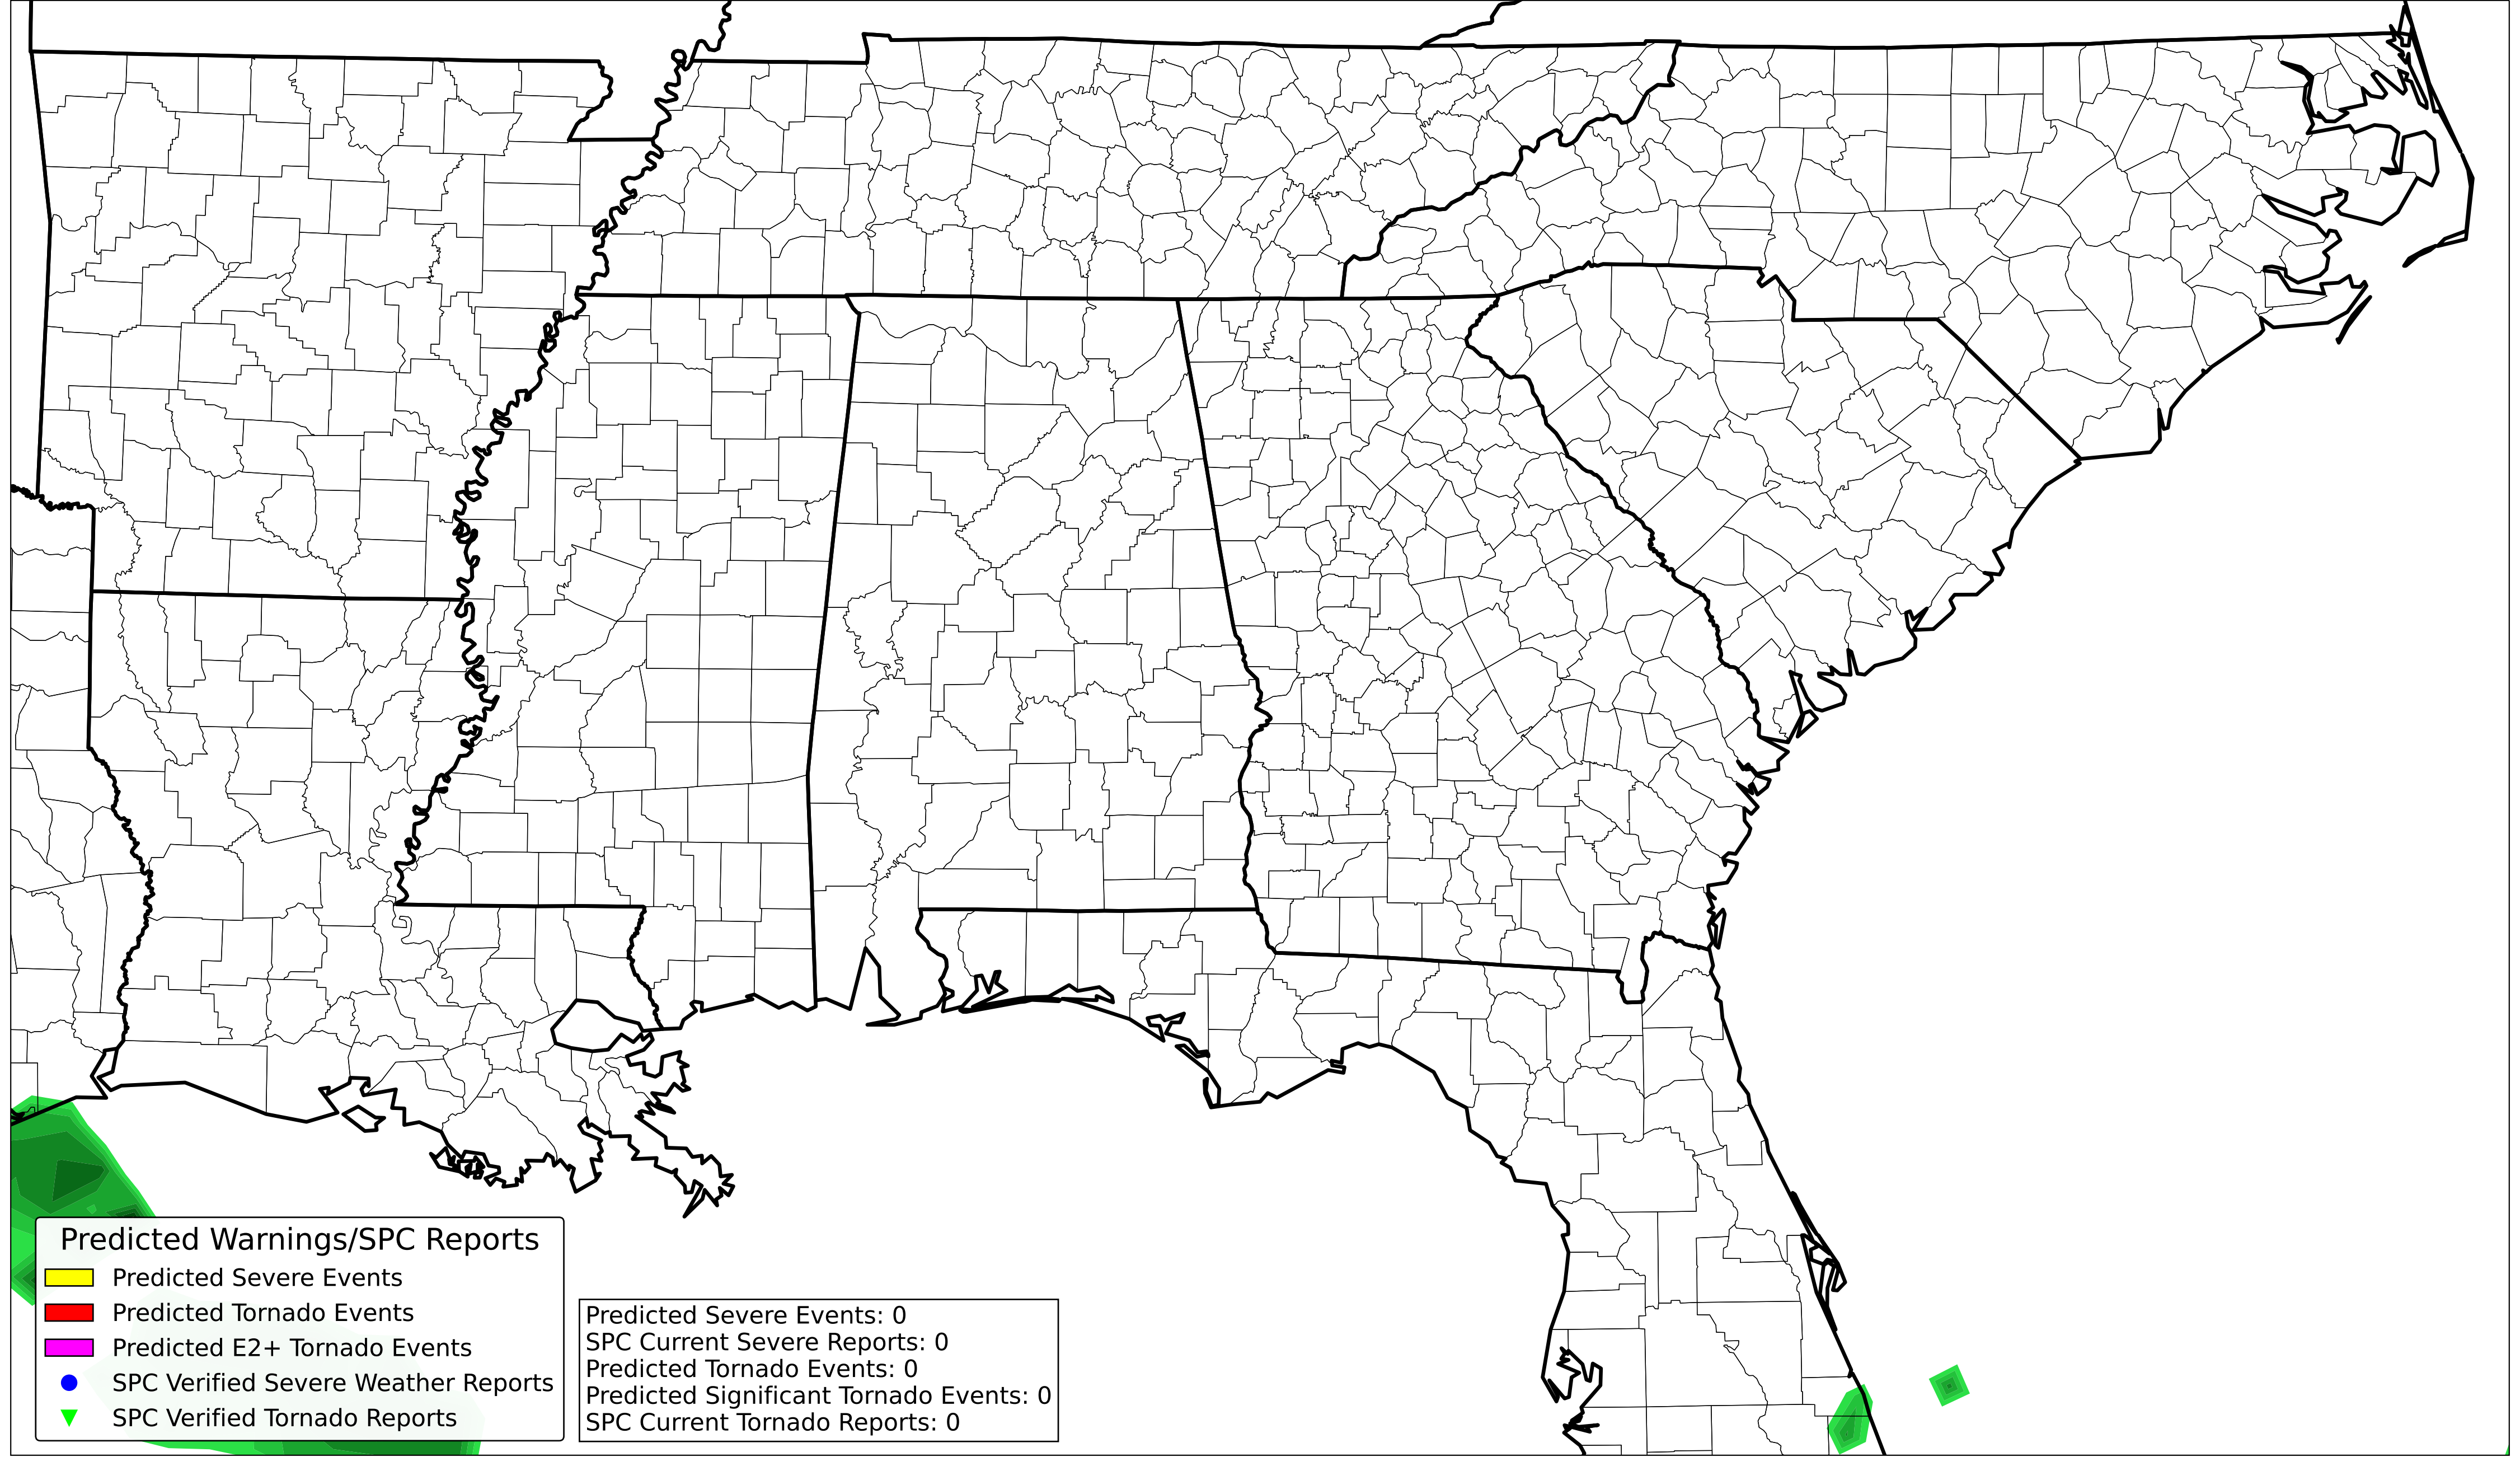 Predicted Warnings/SPC Reports
Predicted Severe Events
Predicted Tornado Events
Predicted E2+ Tornado Events
SPC Verified Severe Weather Reports
SPC Verified Tornado Reports
Predicted Severe Events: 0
SPC Current Severe Reports: 0
Predicted Tornado Events: 0
Predicted Significant Tornado Events: 0
SPC Current Tornado Reports: 0